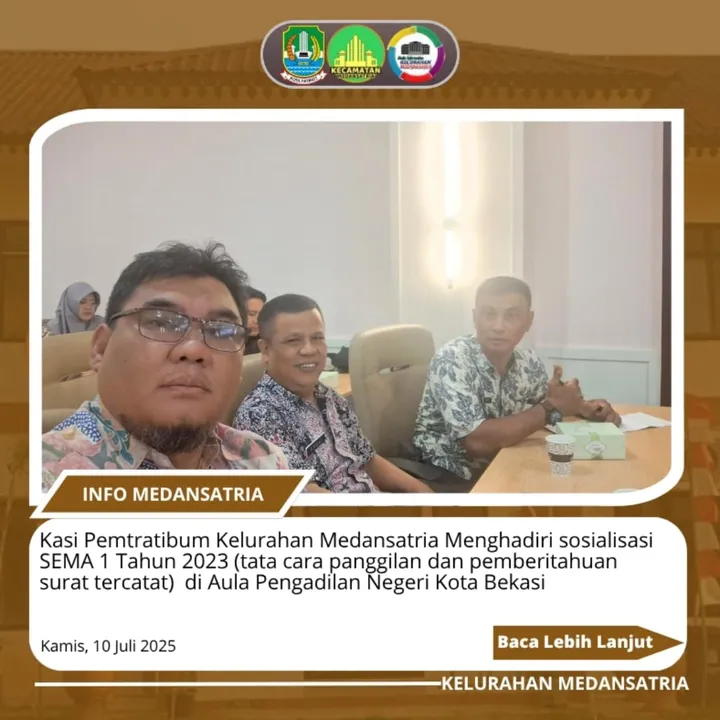 KECAMATAN
MEDANSATRIA
INFO MEDANSATRIA
Kasi Pemtratibum Kelurahan Medansatria Menghadiri sosialisasi
SEMA 1 Tahun 2023 (tata cara panggilan dan pemberitahuan
surat tercatat)  di Aula Pengadilan Negeri Kota Bekasi
Kamis, 10 Juli 2025
Baca Lebih Lanjut
KELURAHAN MEDANSATRIA